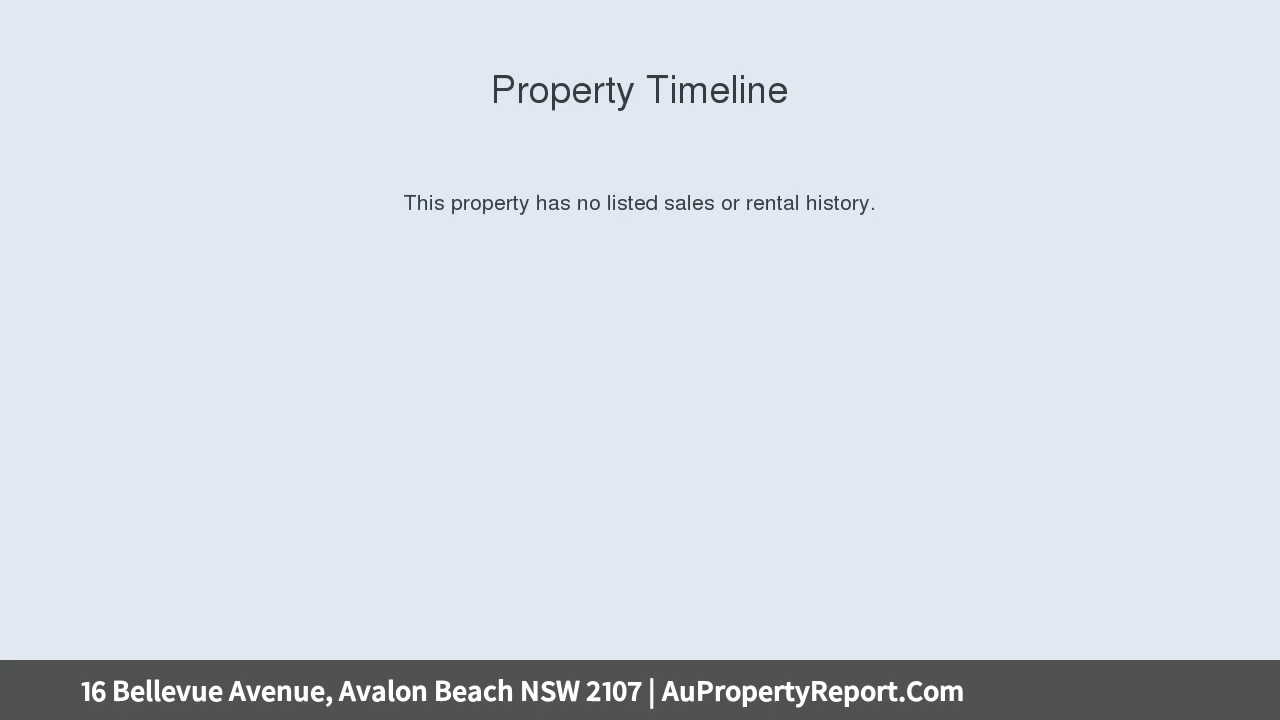 Property Timeline
This property has no listed sales or rental history.
16 Bellevue Avenue, Avalon Beach NSW 2107 | AuPropertyReport.Com